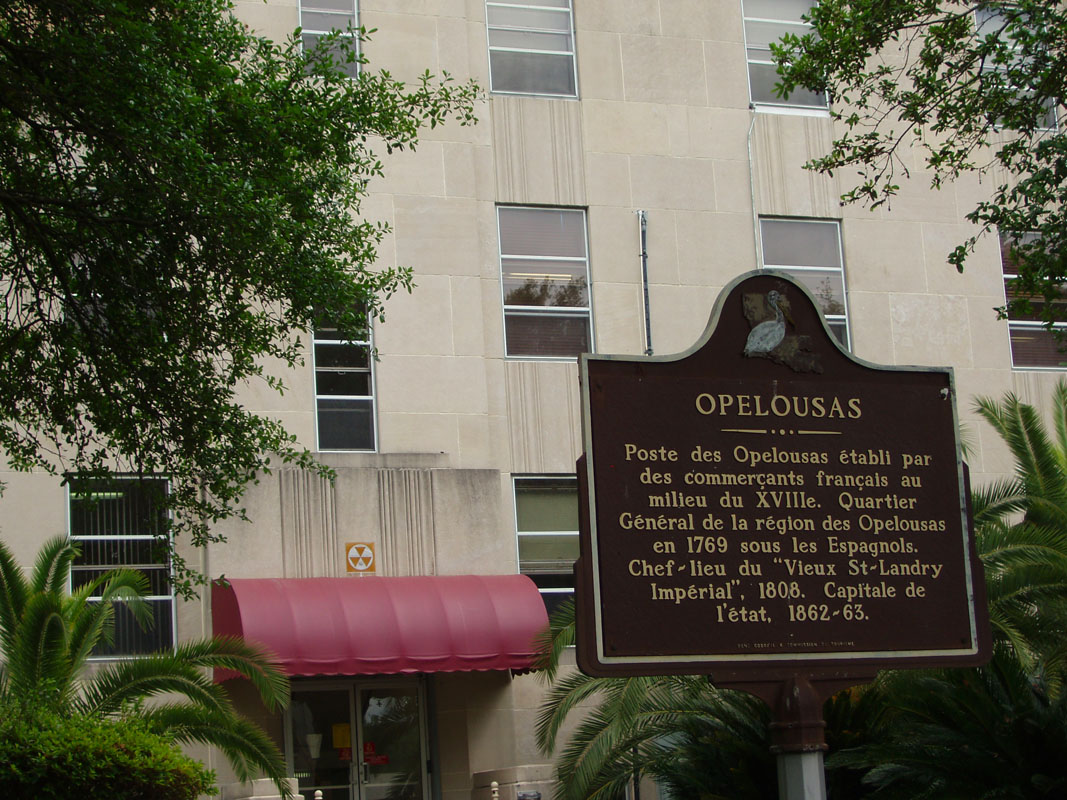 OPELOUSAS
Poste des Opelousas établi par
des commerçants français au
milieu du XVIIIe. Quartier
Général de la région des Opelousas
en 1769 sous les Espagnols.
Chef-lieu du "Vieux St-Landry
Impérial", 1808. Capitale de
l'état, 1862-63.